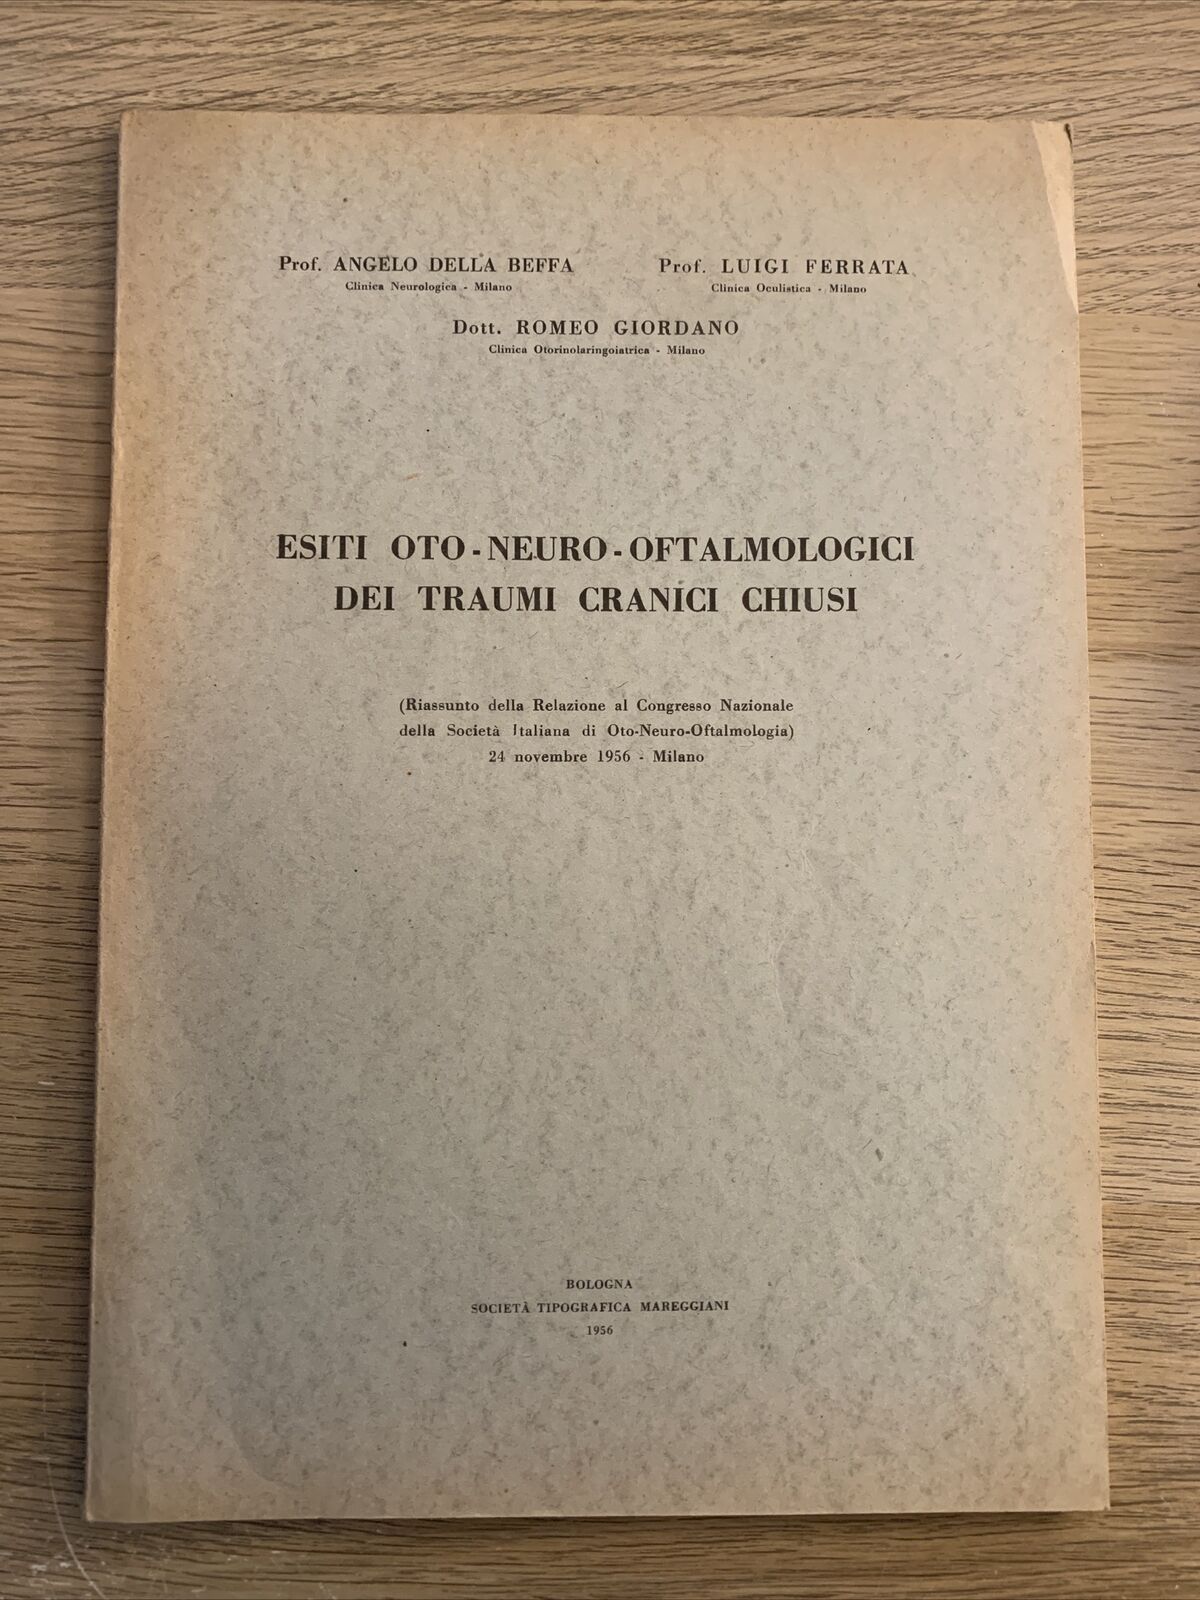 Prof. ANGELO DELLA BEFFA
Clinica Neurologica - Milano
Prof. LUIGI FERRATA
Clinica Oculistica - Milano
Dott. ROMEO GIORDANO
Clinica Otorinolaringoiatrica - Milano
ESITI OTO-NEURO-OFTALMOLOGICI
DEI TRAUMI CRANICI CHIUSI
(Riassunto della Relazione al Congresso Nazionale
della Società Italiana di Oto-Neuro-Oftalmologia)
24 novembre 1956 - Milano
BOLOGNA
SOCIETÀ TIPOGRAFICA MAREGGIANI
1956